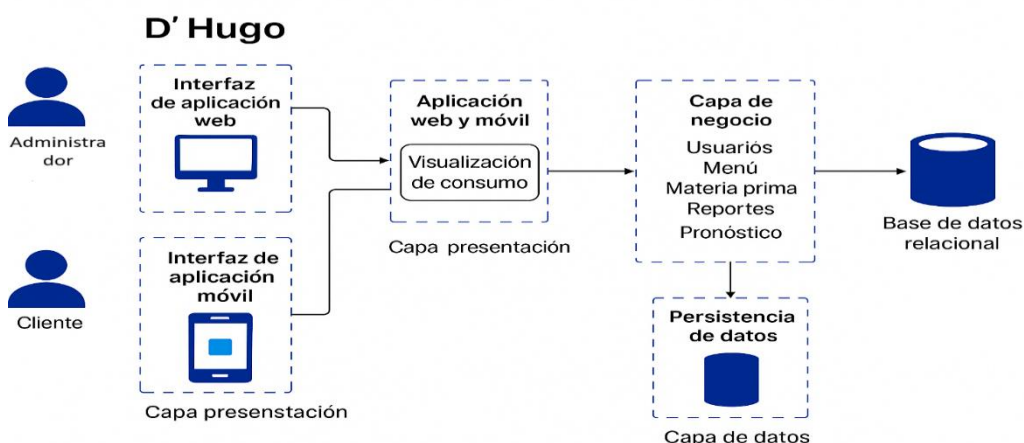 D' Hugo
Administra
dor
Interfaz
de aplicación
web
Cliente
Interfaz de
aplicación
móvil
Capa presenstación
Aplicación
web y móvil
Visualización
de consumo
Capa presentación
Capa de
negocio
Usuarios
Menú
Materia prima
Reportes
Pronóstico
Base de datos
relacional
Persistencia
de datos
Capa de datos